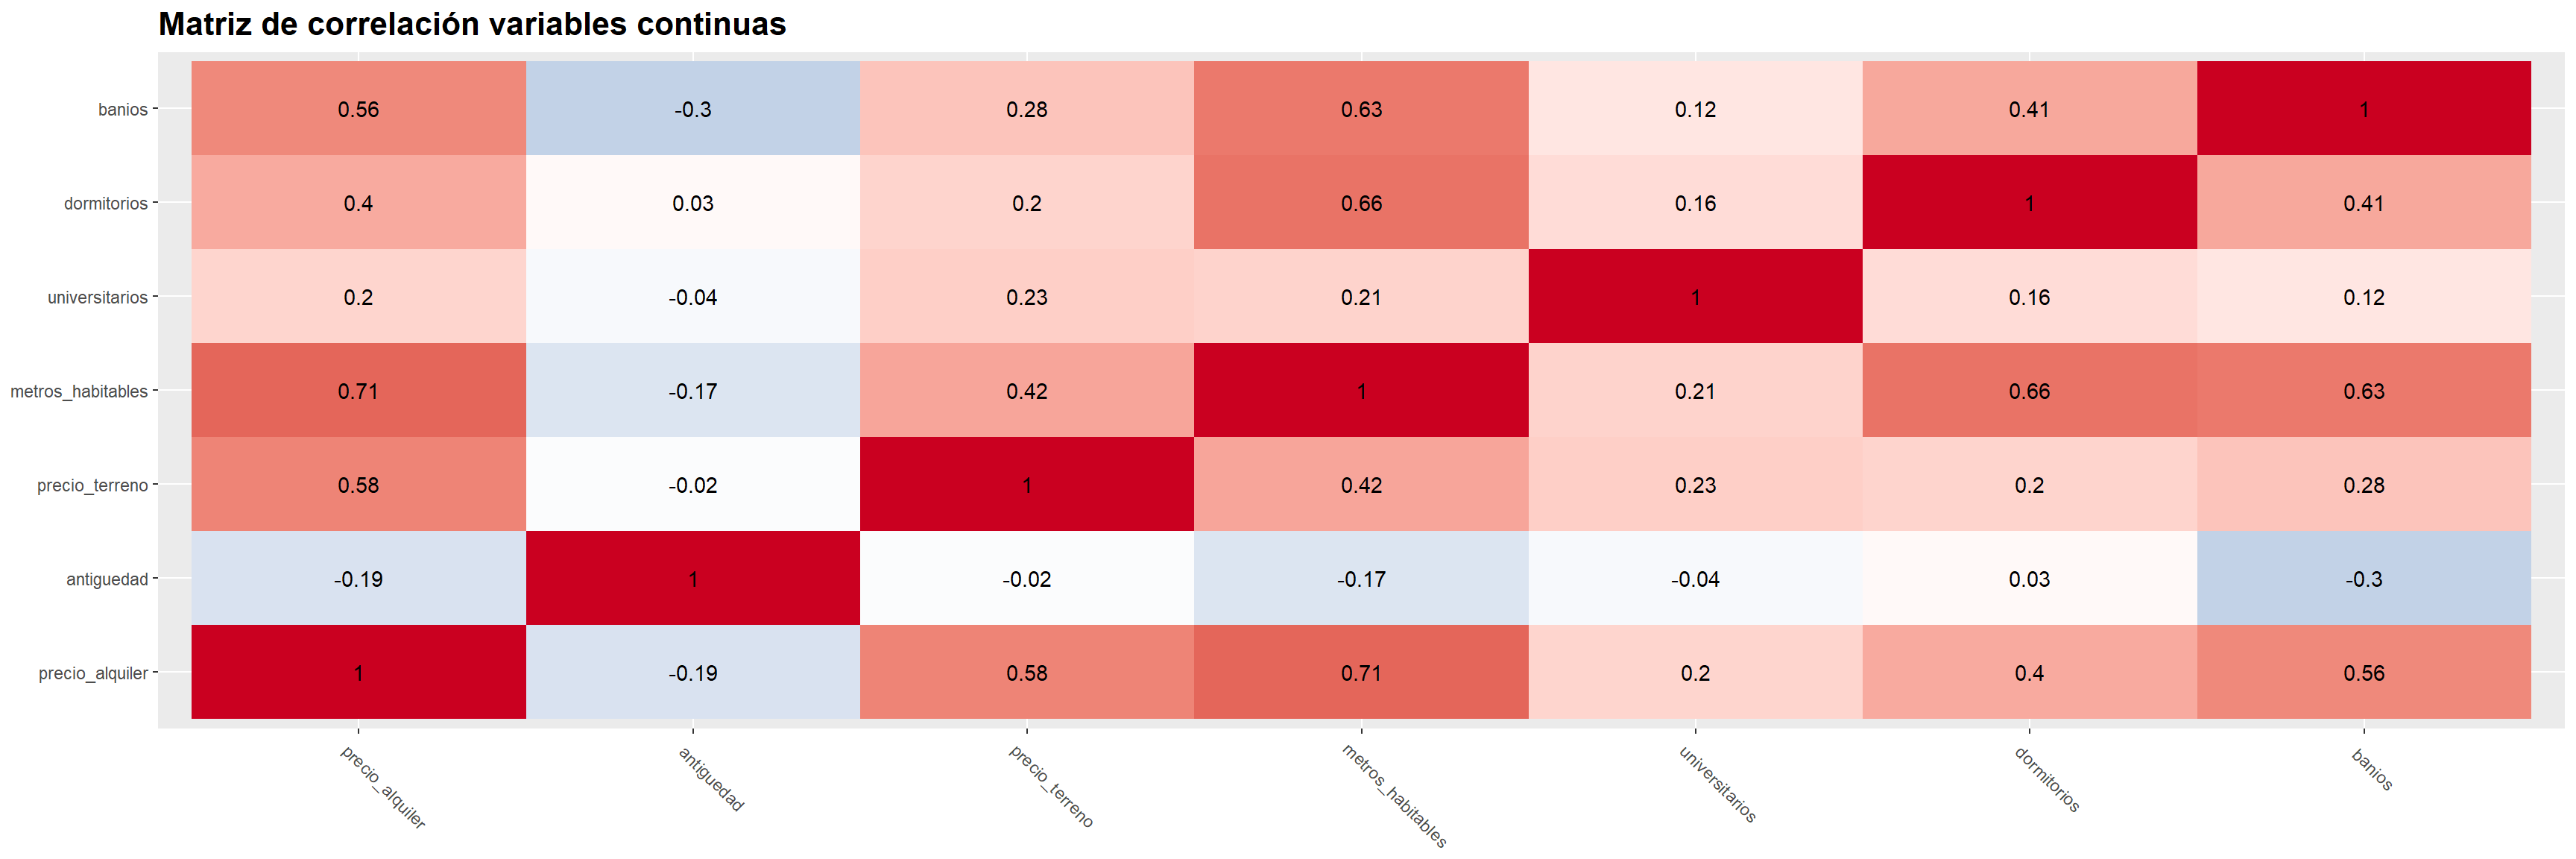 Matriz de correlación variables continuas
banios 0.56 -0.3 0.28 0.63 0.12 0.41 1
dormitorios 0.4 0.03 0.2 0.66 0.16 1 0.41
universitarios 0.2 -0.04 0.23 0.21 1 0.16 0.12
metros_habitables 0.71 -0.17 0.42 1 0.21 0.66 0.63
precio_terreno 0.58 -0.02 1 0.42 0.23 0.2 0.28
antiguedad -0.19 1 -0.02 -0.17 -0.04 0.03 -0.3
precio_alquiler 1 -0.19 0.58 0.71 0.2 0.4 0.56
precio_alquiler antiguedad precio_terreno metros_habitables universitarios dormitorios banios